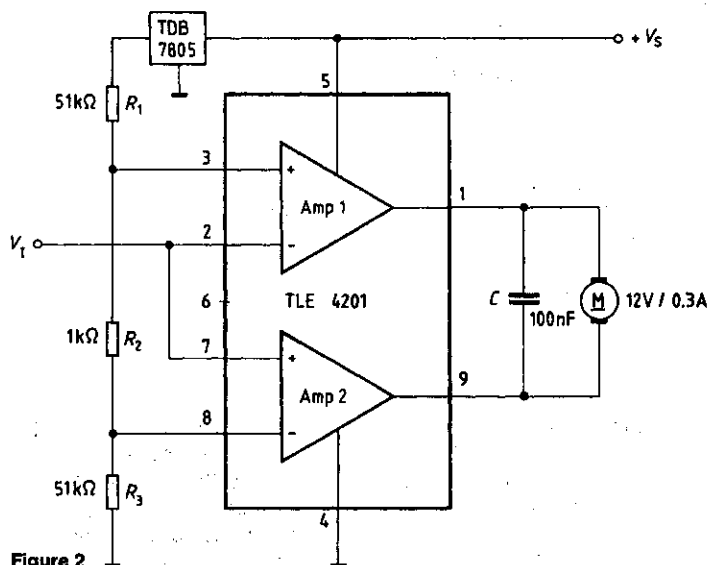 TDB
7805
+ VS
51kΩ R1
5
3
+
Amp 1
1
2
-
VI
6
TLE 4201
C
100nF
M
12V / 0.3A
1kΩ R2
7
+
Amp 2
9
8
-
51kΩ R3
4
Figure 2